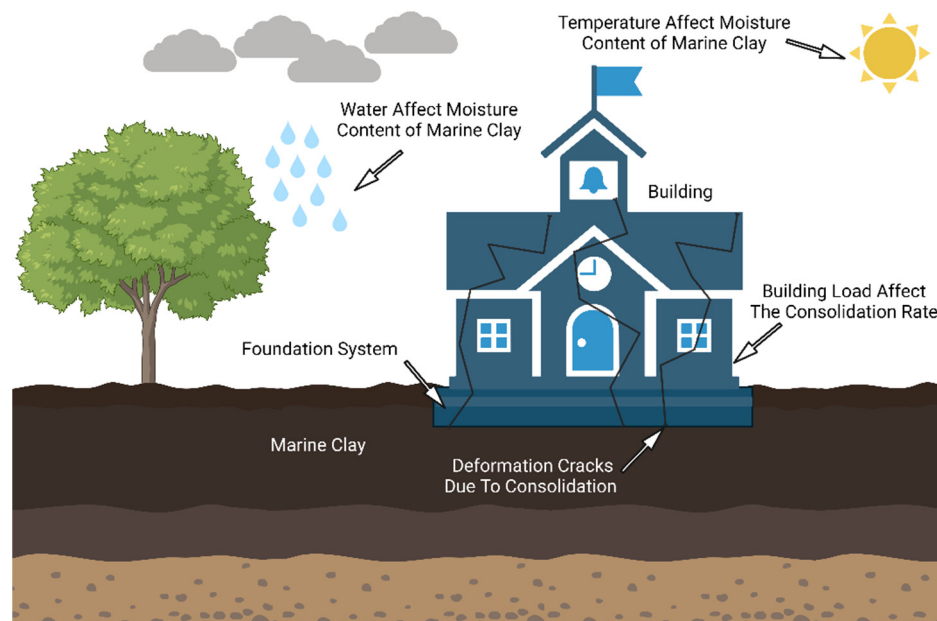 Temperature Affect Moisture
Content of Marine Clay
Water Affect Moisture
Content of Marine Clay
Building
Building Load Affect
The Consolidation Rate
Foundation System
Marine Clay
Deformation Cracks
Due To Consolidation